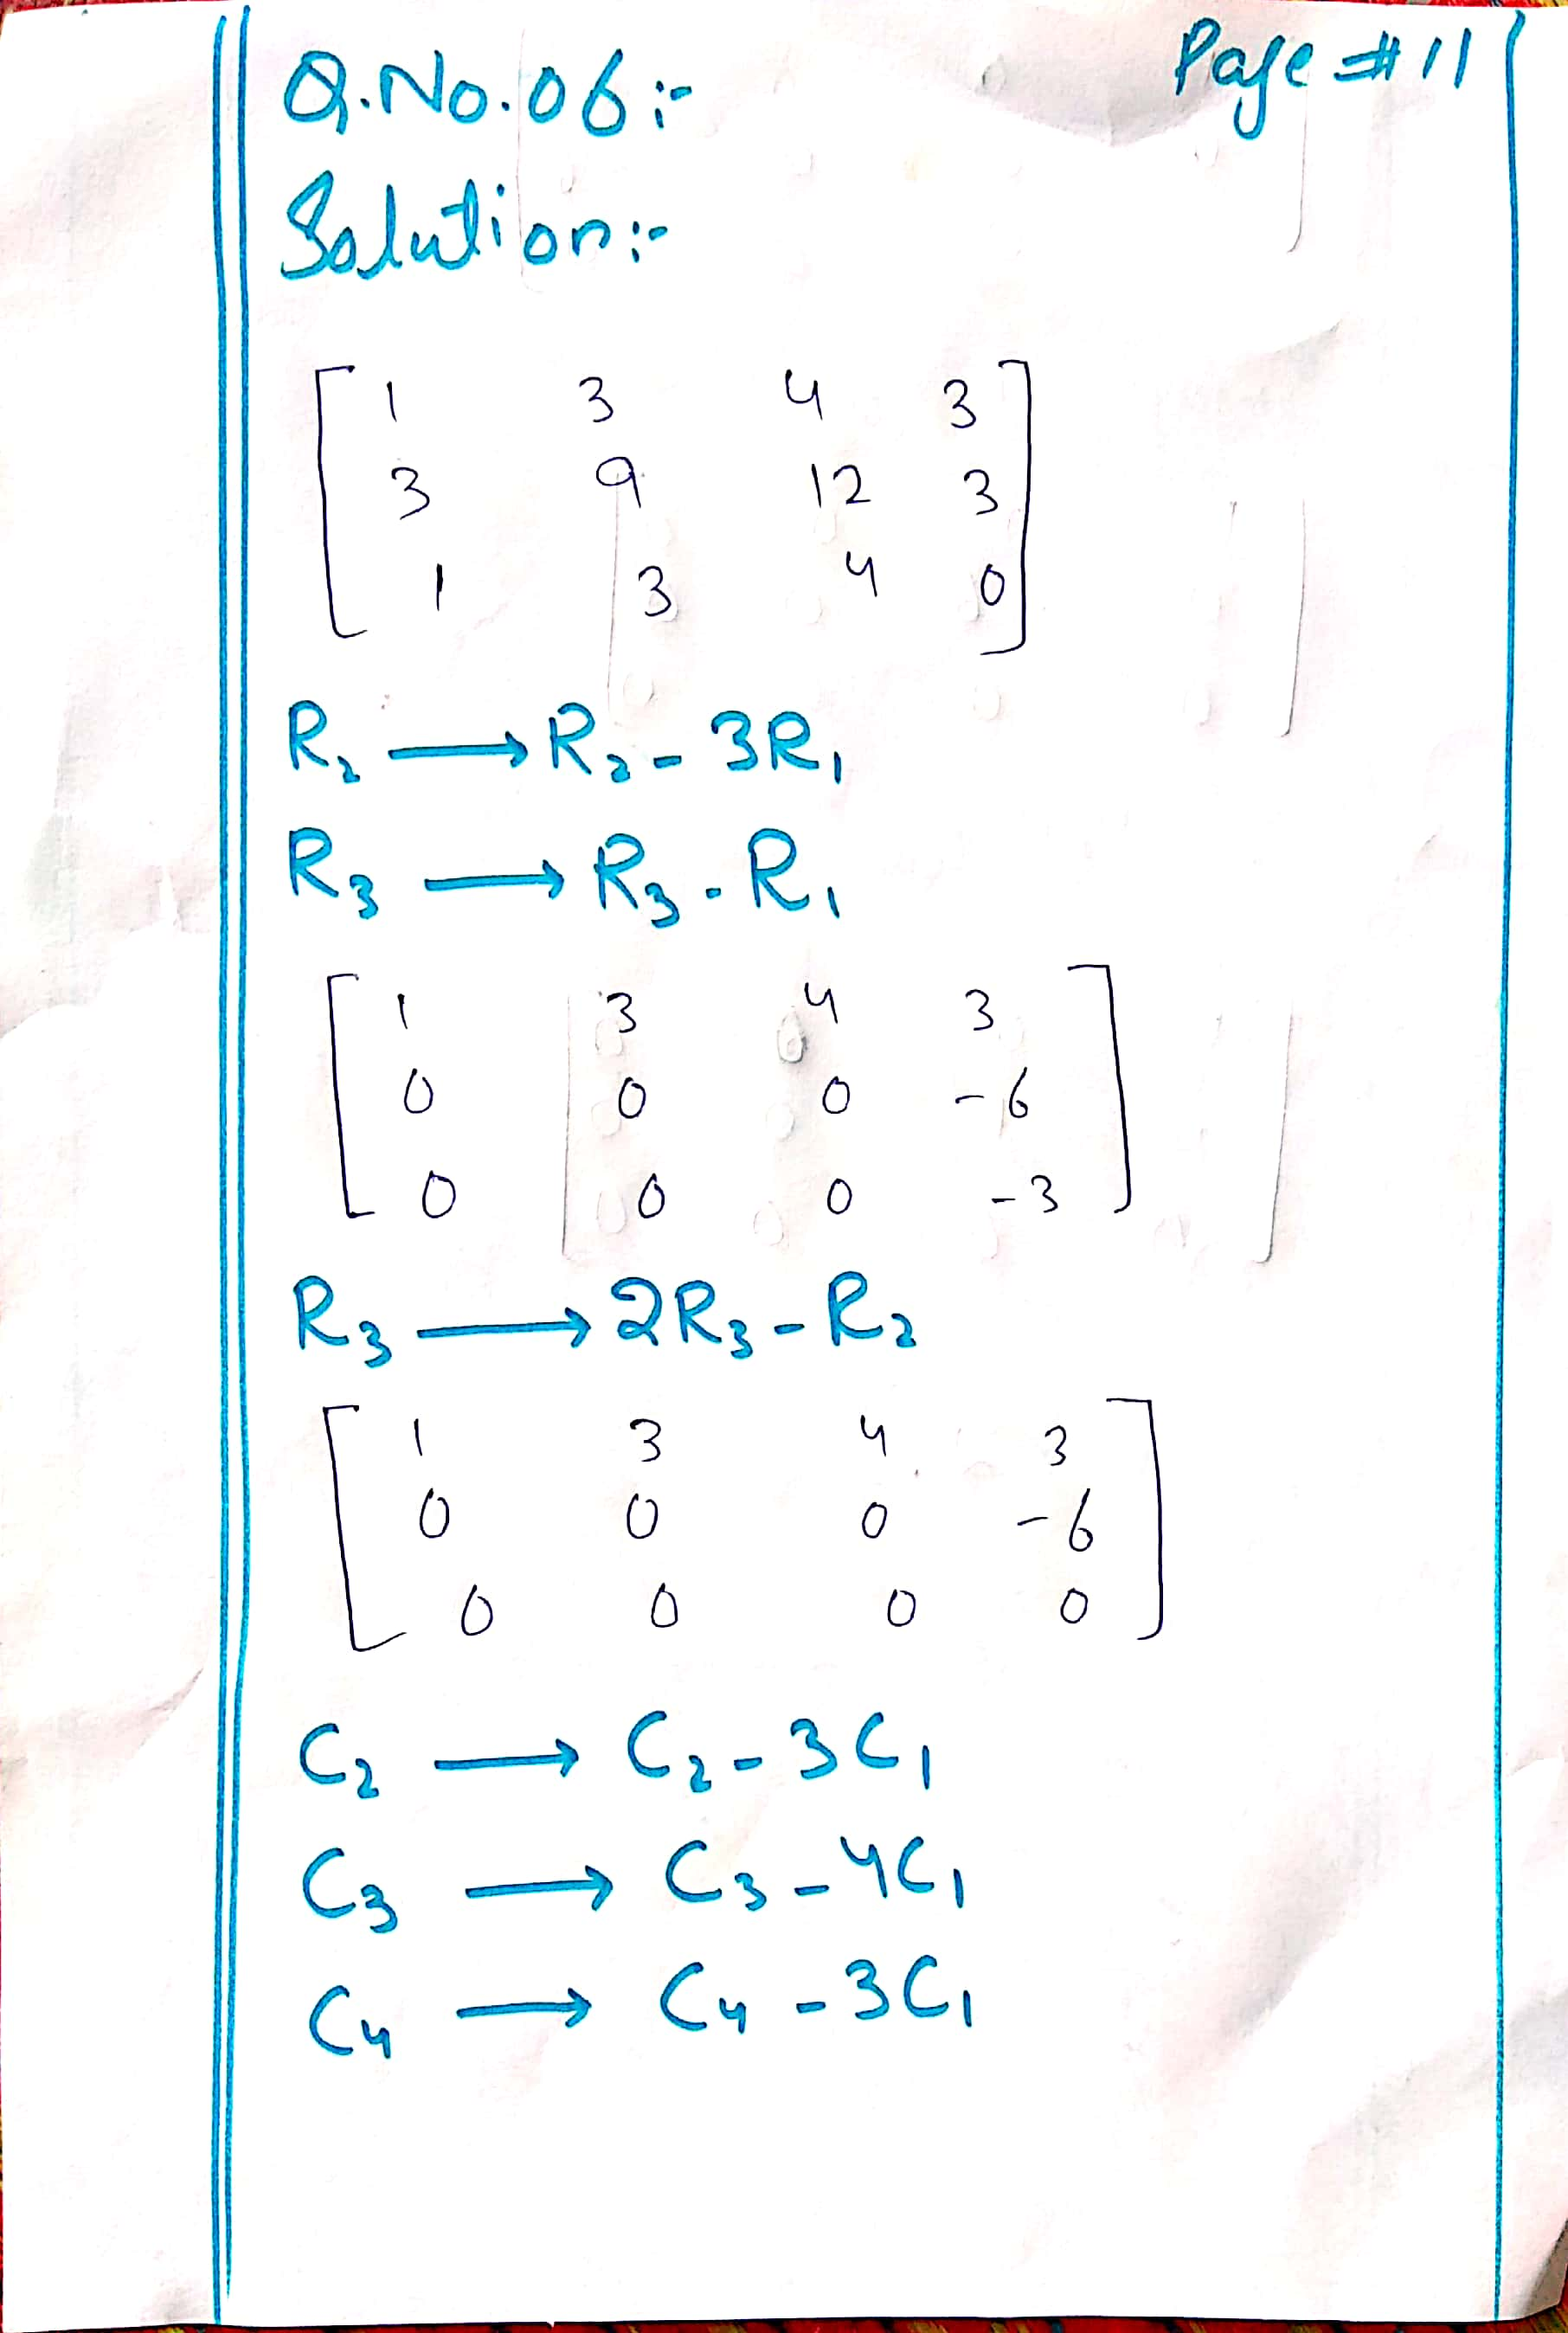 Page # 11
Q.No.06:-
Solution:-
1 3 4 3
3 9 12 3
1 3 4 0
R₂ → R₂ - 3R₁
R₃ → R₃ - R₁
1 3 4 3
0 0 0 -6
0 0 0 -3
R₃ → 2R₃ - R₂
1 3 4 3
0 0 0 -6
0 0 0 0
C₂ → C₂ - 3C₁
C₃ → C₃ - 4C₁
C₄ → C₄ - 3C₁